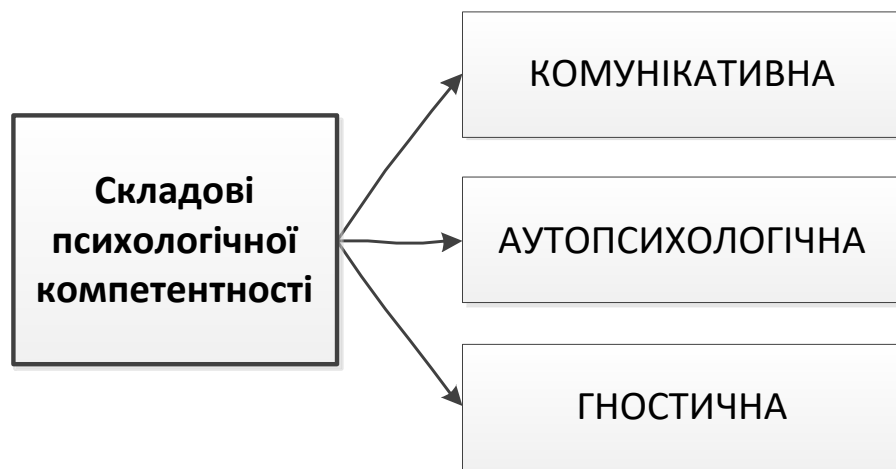 Складові
психологічної
компетентності
КОМУНІКАТИВНА
АУТОПСИХОЛОГІЧНА
ГНОСТИЧНА